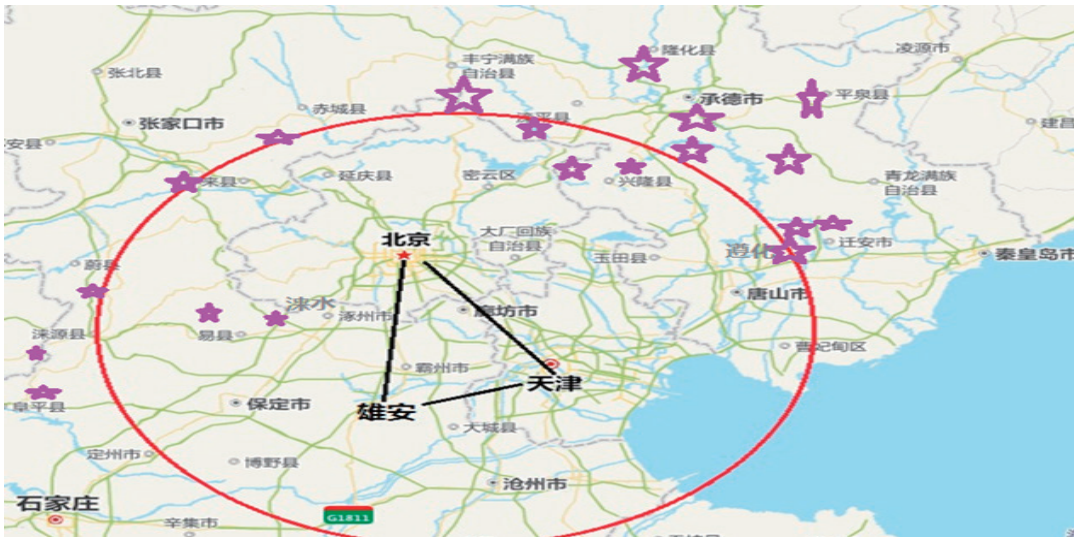 隆化县
凌源市
丰宁满族
自治县
张北县
平泉县
承德市
赤城县
张家口市
滦平县
安县
建昌
来县
延庆县
密云区
兴隆县
青龙满族
自治县
北京
大厂回族
自治县
遵化
迁安市
秦皇岛市
玉田县
蔚县
唐山市
涞水
涿州市
廊坊市
涞源县
易县
曹妃甸区
霸州市
天津
阜平县
保定市
雄安
大城县
定州市
博野县
沧州市
石家庄
辛集市
G1811